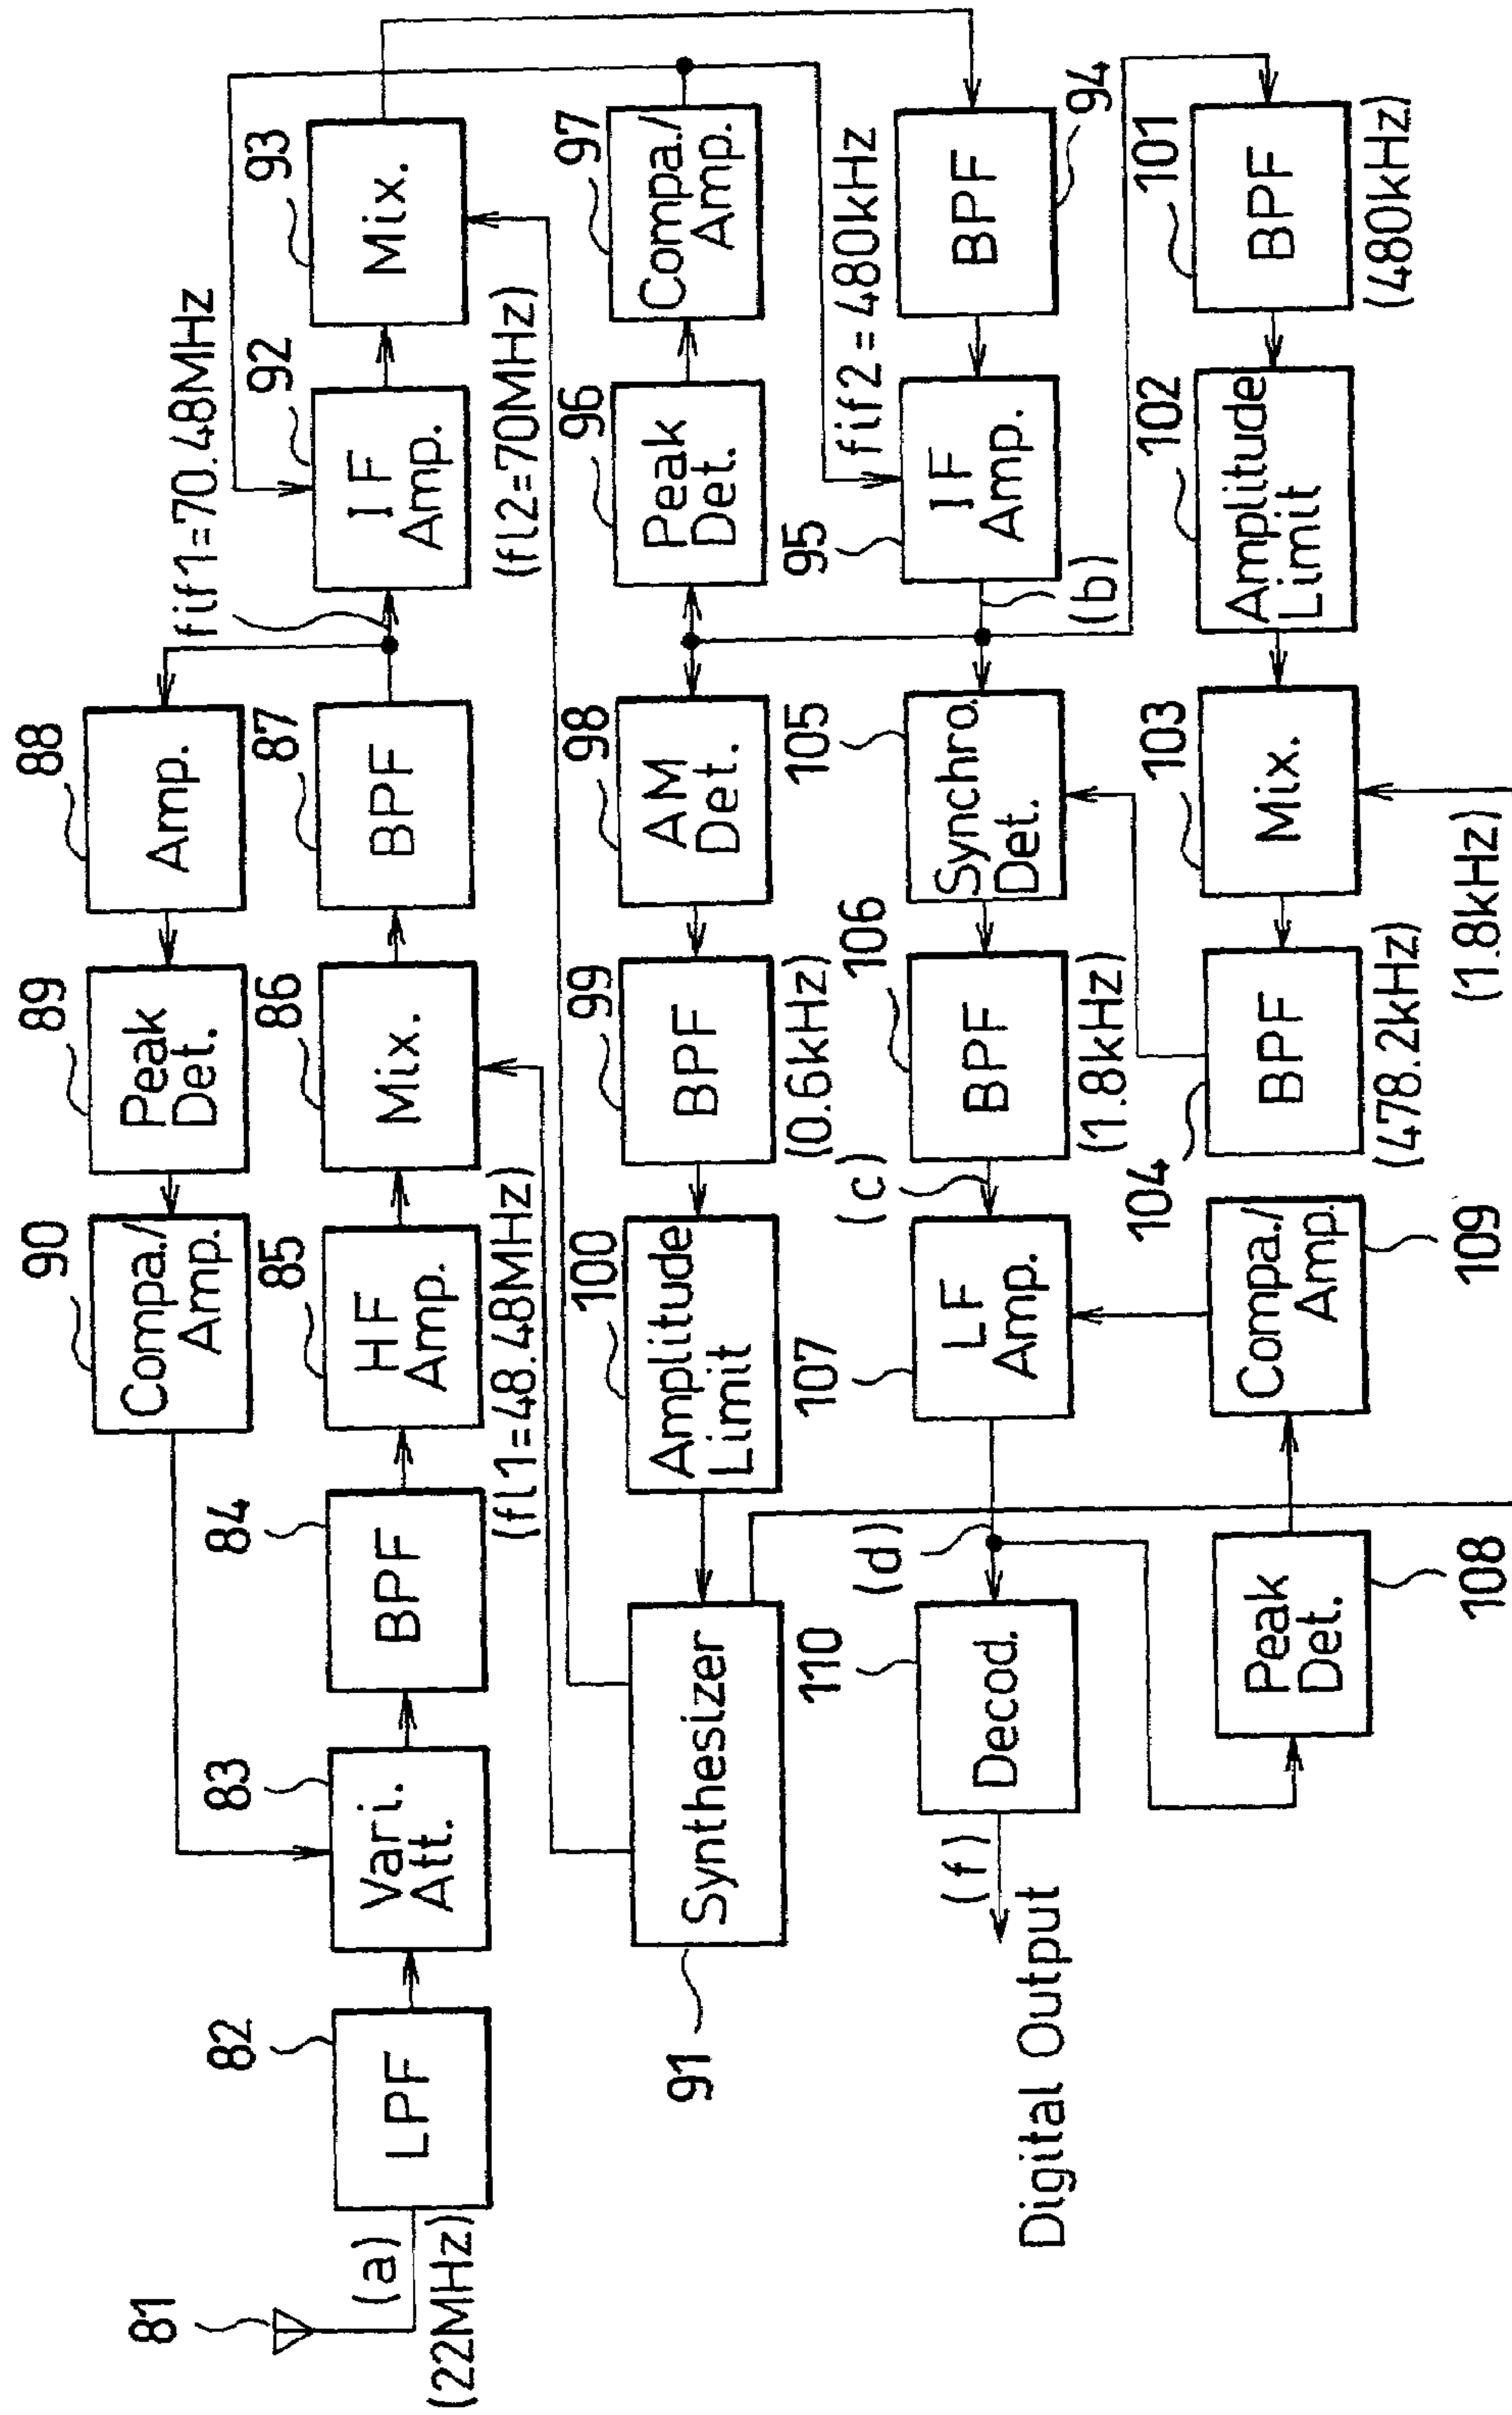 81
(a)
(22MHz)
82
LPF
83
Vari.
Att.
84
BPF
85
HF
Amp.
86
Mix.
87
BPF
88
Amp.
89
Peak
Det.
90
Compa./
Amp.
(fl1=48.48MHz)
fif1=70.48MHz
92
IF
Amp.
93
Mix.
(fl2=70MHz)
91
Synthesizer
100
Amplitude
Limit
99
BPF
(0.6kHz)
98
AM
Det.
96
Peak
Det.
97
Compa./
Amp.
fif2=480kHz
94
BPF
95
IF
Amp.
(b)
105
Synchro.
Det.
106
BPF
(1.8kHz)
(c)
107
LF
Amp.
(d)
110
Decod.
(f)
Digital Output
108
Peak
Det.
109
Compa./
Amp.
104
BPF
(478.2kHz)
103
Mix.
(1.8kHz)
102
Amplitude
Limit
101
BPF
(480kHz)